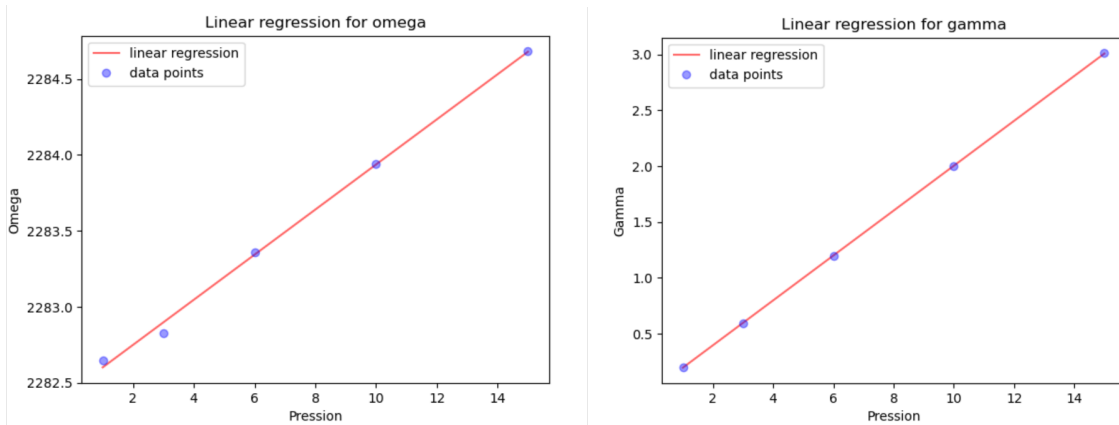 Linear regression for omega
linear regression
data points
2284.5
2284.0
2283.5
2283.0
2282.5
Omega
2 4 6 8 10 12 14
Pression
Linear regression for gamma
linear regression
data points
3.0
2.5
2.0
1.5
1.0
0.5
Gamma
2 4 6 8 10 12 14
Pression